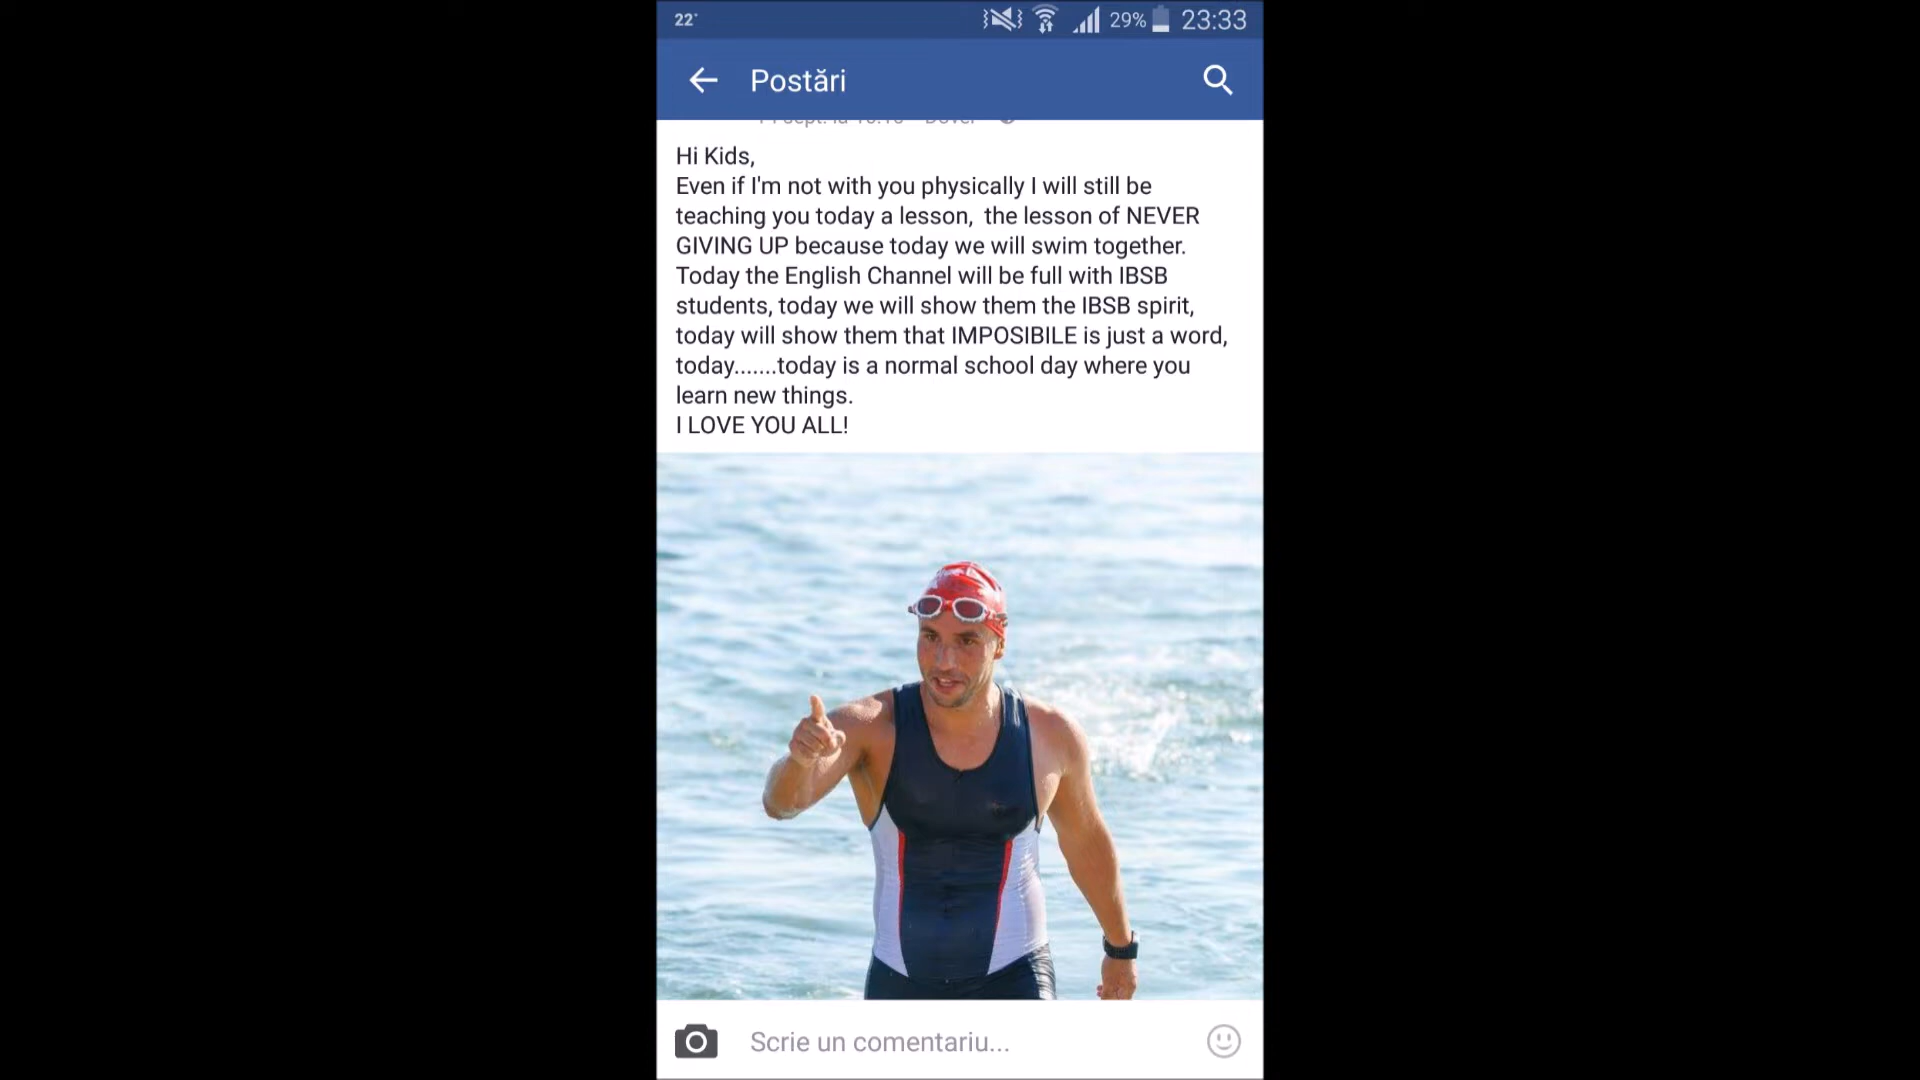 22°
29%
23:33
Postări
Hi Kids,
Even if I'm not with you physically I will still be
teaching you today a lesson,  the lesson of NEVER
GIVING UP because today we will swim together.
Today the English Channel will be full with IBSB
students, today we will show them the IBSB spirit,
today will show them that IMPOSIBILE is just a word,
today.......today is a normal school day where you
learn new things.
I LOVE YOU ALL!
Scrie un comentariu...